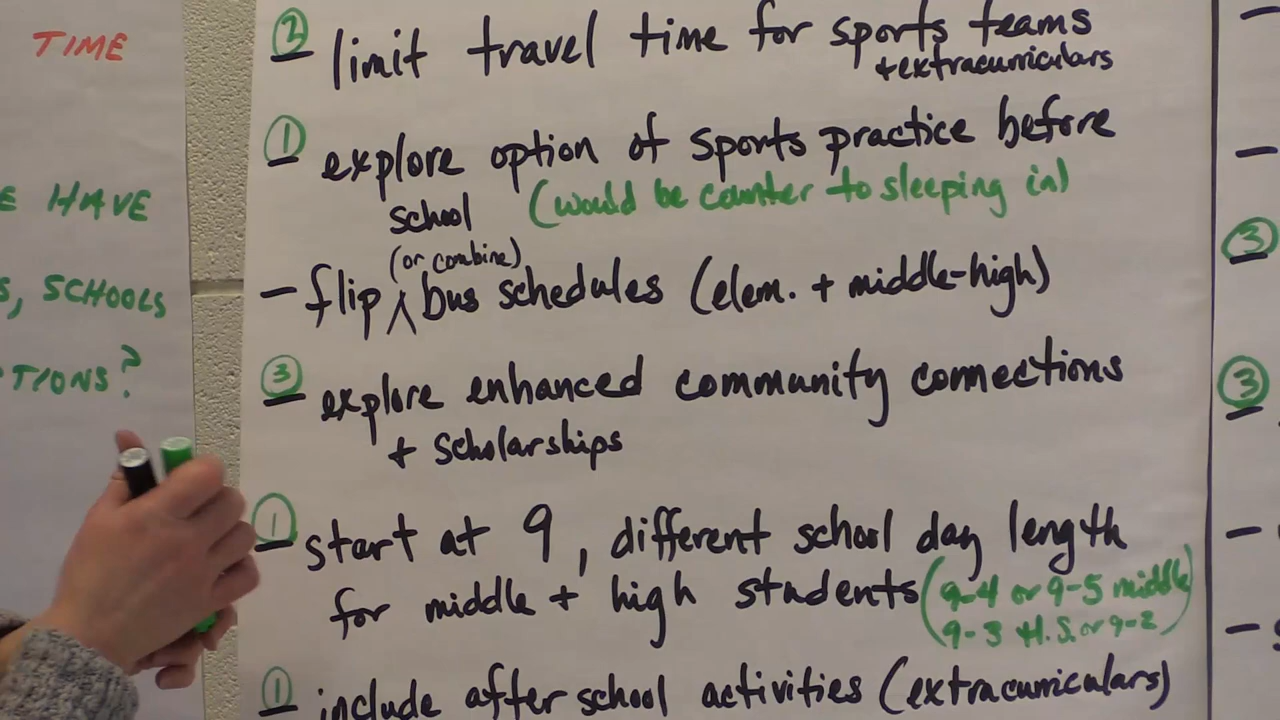 TIME
HAVE
SCHOOLS
② limit travel time for sports teams
+extracurriculars
① explore option of sports practice before
school (would be counter to sleeping in)
(or combine)
- flip ^ bus schedules (elem. + middle-high)
③ explore enhanced community connections
+ scholarships
① start at 9, different school day length
for middle + high students (9-4 or 9-5 middle
9-3 H.S. or 9-2)
① include after school activities (extracurriculars)
③
③